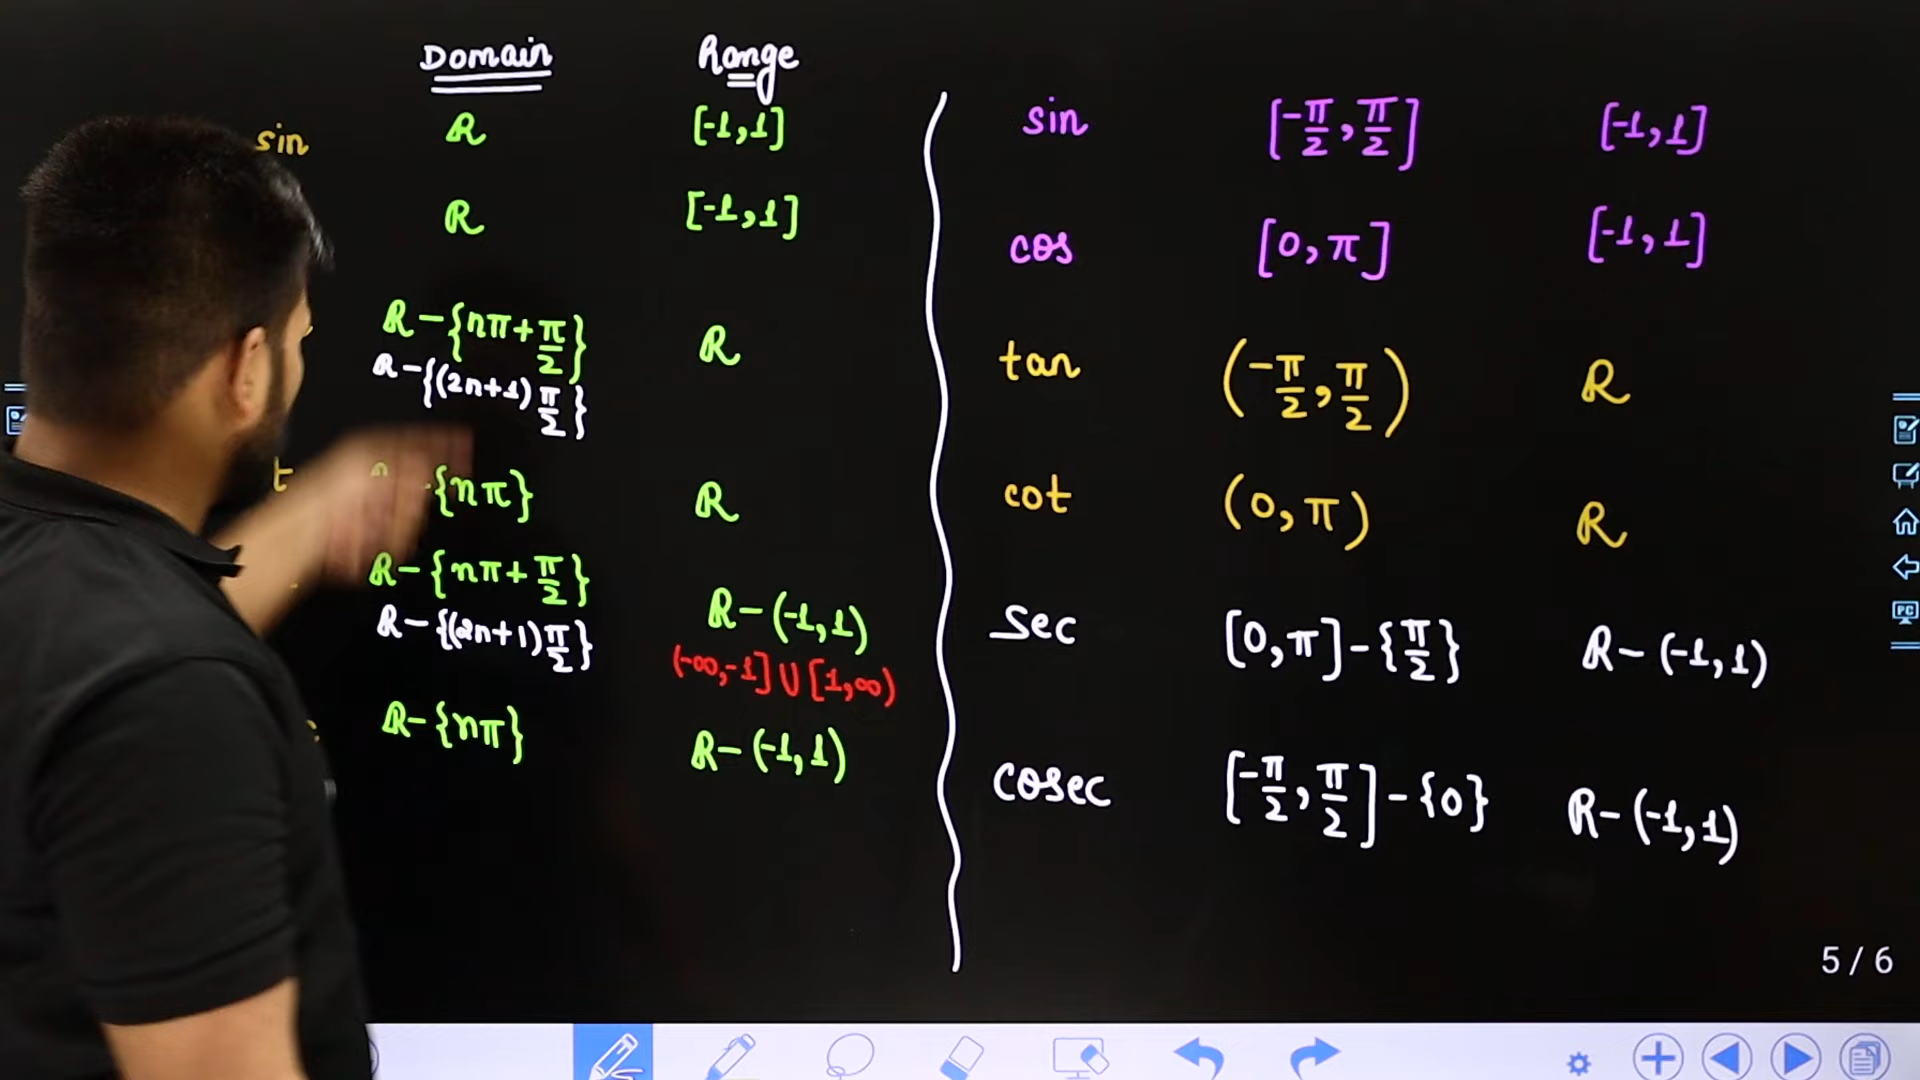 Domain Range
sin R [-1,1]
R [-1,1]
R-{nπ+π/2} R
R-{(2n+1)π/2}
-{nπ} R
R-{nπ+π/2} R-(-1,1)
R-{(2n+1)π/2} (-∞,-1]∪[1,∞)
R-{nπ} R-(-1,1)
sin [-π/2,π/2] [-1,1]
cos [0,π] [-1,1]
tan (-π/2,π/2) R
cot (0,π) R
sec [0,π]-{π/2} R-(-1,1)
cosec [-π/2,π/2]-{0} R-(-1,1)
5/6
PC